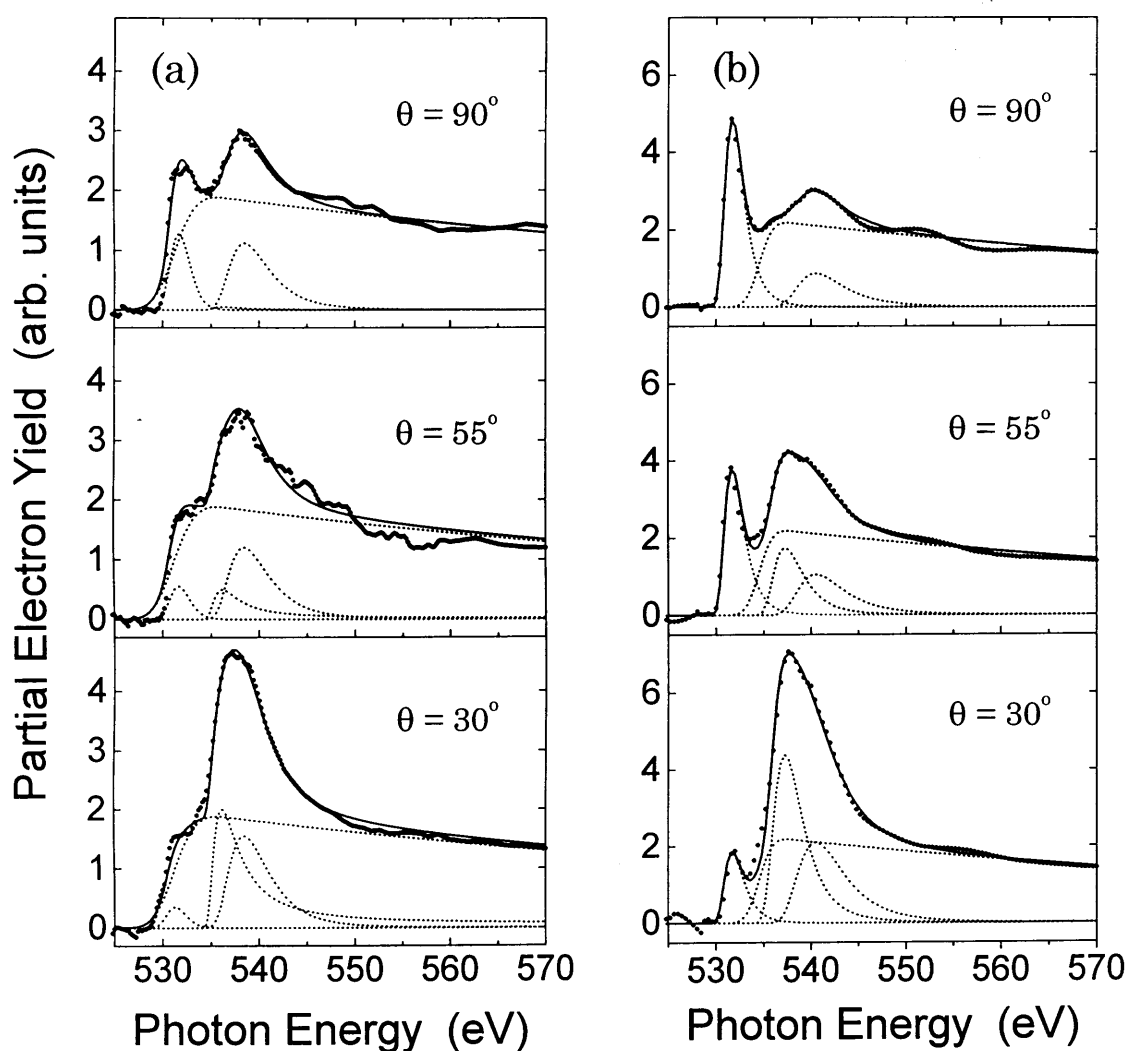 Partial Electron Yield (arb. units)
(a)
θ = 90°
4
3
2
1
0
θ = 55°
4
3
2
1
0
θ = 30°
4
3
2
1
0
530 540 550 560 570
Photon Energy (eV)
(b)
θ = 90°
6
4
2
0
θ = 55°
6
4
2
0
θ = 30°
6
4
2
0
530 540 550 560 570
Photon Energy (eV)